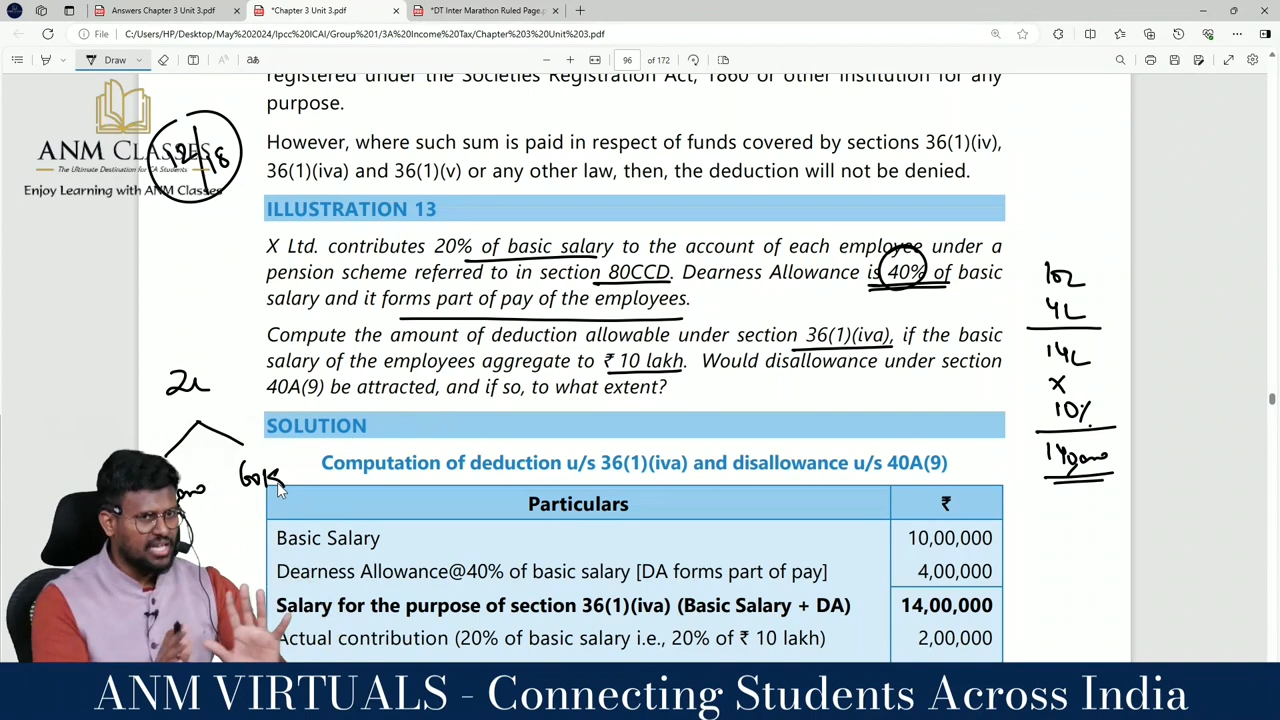 Answers Chapter 3 Unit 3.pdf
*Chapter 3 Unit 3.pdf
*DT Inter Marathon Ruled Page.p
File
C:/Users/HP/Desktop/May%202024/Ipcc%20ICAI/Group%201/3A%20Income%20Tax/Chapter%203%20Unit%203.pdf
Draw
96 of 172
registered under the Societies Registration Act, 1860 or other institution for any
purpose.
ANM CLASSES
The Ultimate Destination for CA Students
Enjoy Learning with ANM Classes
12/18
However, where such sum is paid in respect of funds covered by sections 36(1)(iv),
36(1)(iva) and 36(1)(v) or any other law, then, the deduction will not be denied.
ILLUSTRATION 13
X Ltd. contributes 20% of basic salary to the account of each employee under a
pension scheme referred to in section 80CCD. Dearness Allowance is 40% of basic
salary and it forms part of pay of the employees.
Compute the amount of deduction allowable under section 36(1)(iva), if the basic
salary of the employees aggregate to ₹ 10 lakh. Would disallowance under section
40A(9) be attracted, and if so, to what extent?
10L
4L
14L
x
10%
2L
60K
SOLUTION
Computation of deduction u/s 36(1)(iva) and disallowance u/s 40A(9)
Particulars ₹
Basic Salary 10,00,000
Dearness Allowance@40% of basic salary [DA forms part of pay] 4,00,000
Salary for the purpose of section 36(1)(iva) (Basic Salary + DA) 14,00,000
Actual contribution (20% of basic salary i.e., 20% of ₹ 10 lakh) 2,00,000
ANM VIRTUALS - Connecting Students Across India